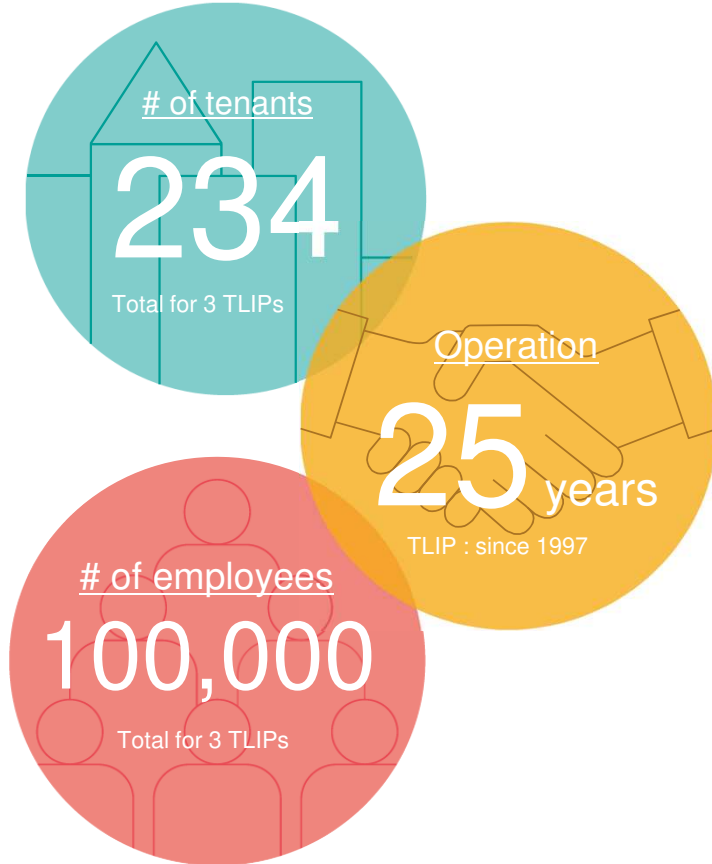 # of tenants
234
Total for 3 TLIPs
Operation
25 years
TLIP : since 1997
# of employees
100,000
Total for 3 TLIPs